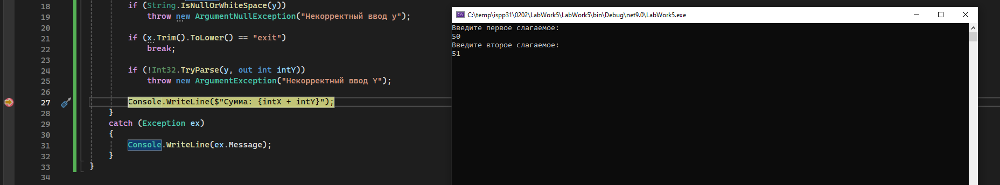 18 if (String.IsNullOrWhiteSpace(y))
19 throw new ArgumentNullException("Некорректный ввод y");
20
21 if (x.Trim().ToLower() == "exit")
22 break;
23
24 if (!Int32.TryParse(y, out int intY))
25 throw new ArgumentException("Некорректный ввод Y");
26
27 Console.WriteLine($"Сумма: {intX + intY}");
28 }
29 catch (Exception ex)
30 {
31 Console.WriteLine(ex.Message);
32 }
33 }
34
C:\temp\ispp31\0202\LabWork5\LabWork5\bin\Debug\net9.0\LabWork5.exe
Введите первое слагаемое:
50
Введите второе слагаемое:
51